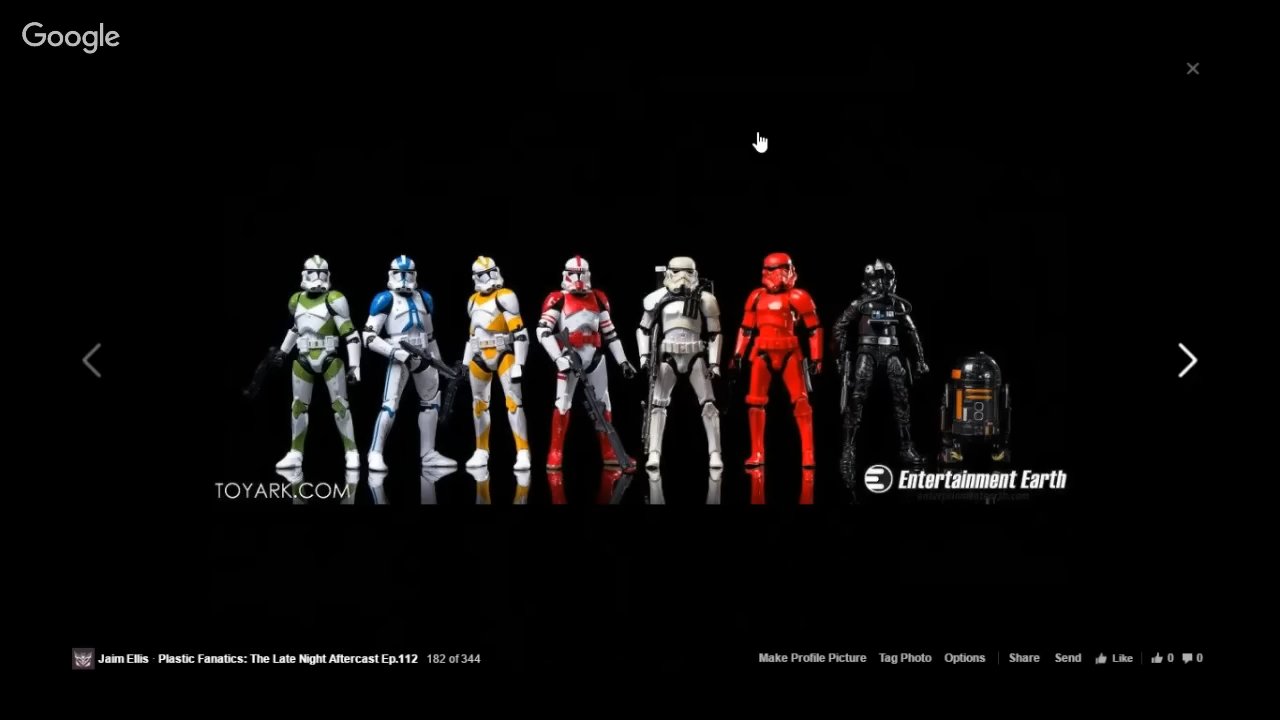 Google
TOYARK.COM
Entertainment Earth
Jaim Ellis · Plastic Fanatics: The Late Night Aftercast Ep.112 182 of 344
Make Profile Picture Tag Photo Options Share Send Like 0 0